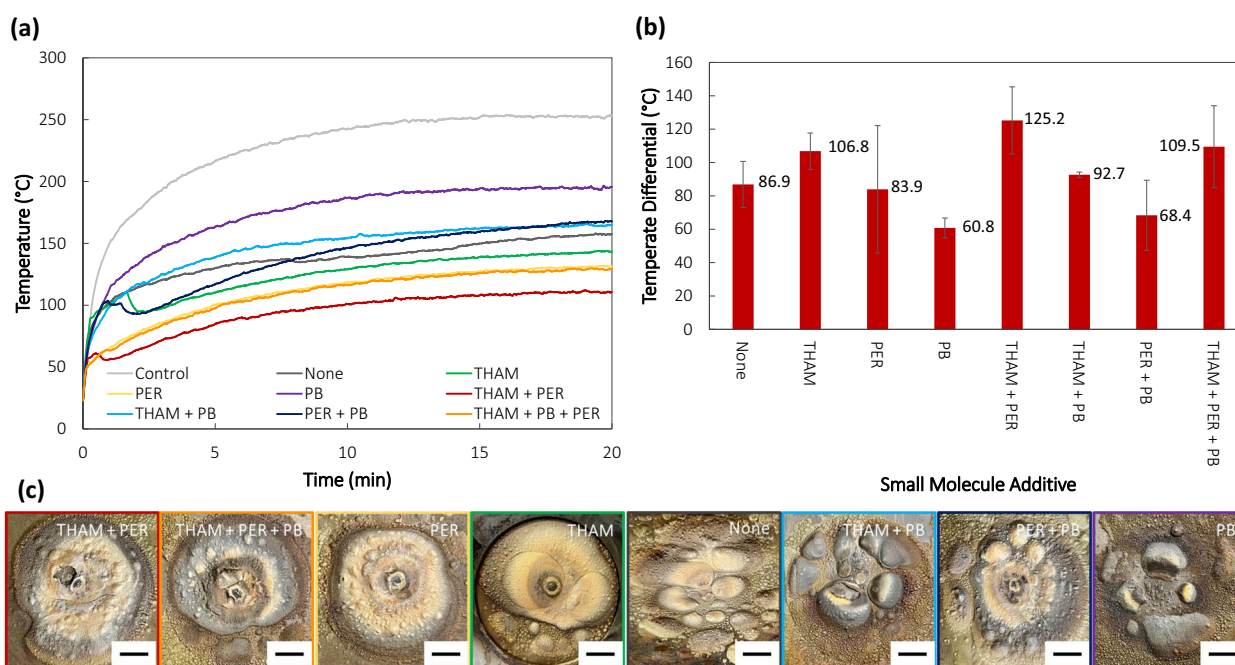 (a)
Temperature (°C)
300
250
200
150
100
50
0
0
5
10
15
20
Time (min)
Control
None
THAM
PER
PB
THAM + PER
THAM + PB
PER + PB
THAM + PB + PER
(b)
Temperate Differential (°C)
160
140
120
100
80
60
40
20
0
86.9
106.8
83.9
60.8
125.2
92.7
68.4
109.5
None
THAM
PER
PB
THAM + PER
THAM + PB
PER + PB
THAM + PER + PB
Small Molecule Additive
(c)
THAM + PER
THAM + PER + PB
PER
THAM
None
THAM + PB
PER + PB
PB